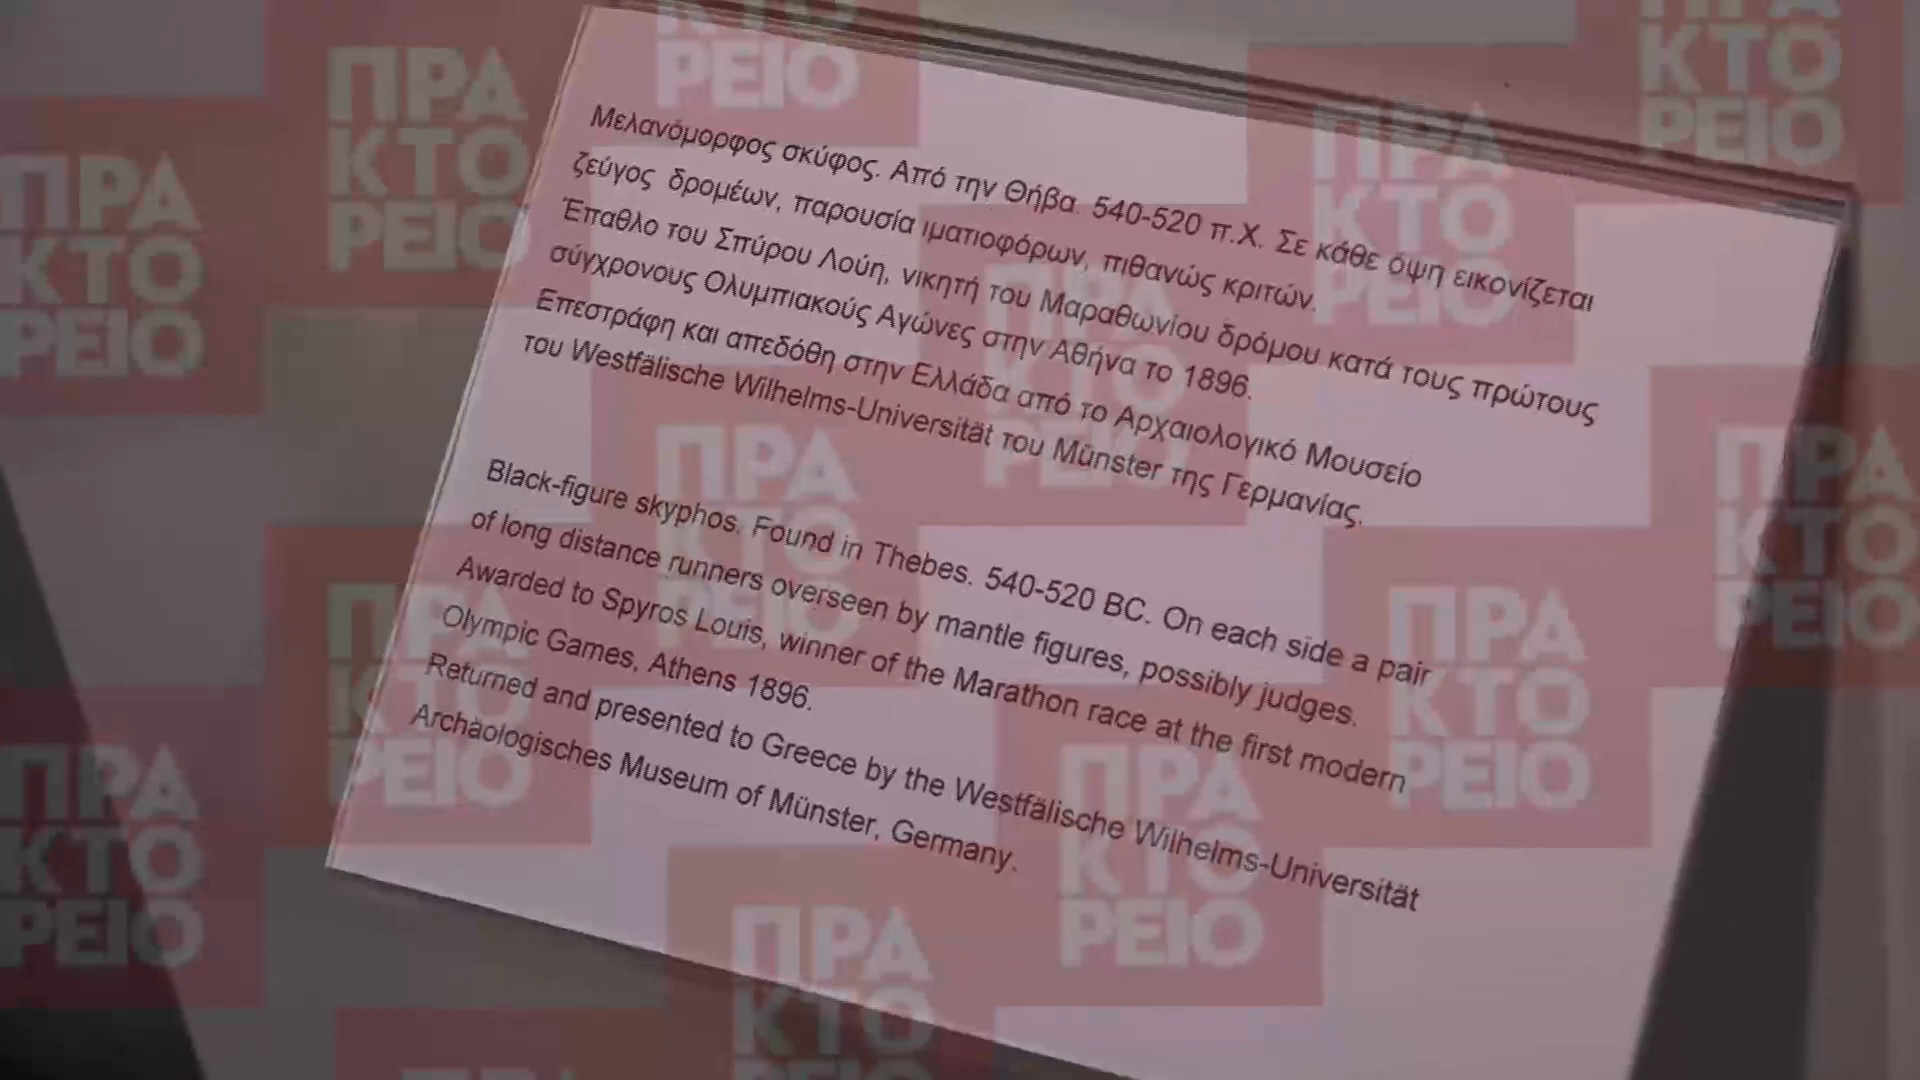 Μελανόμορφος σκύφος. Από την Θήβα. 540-520 π.Χ. Σε κάθε όψη εικονίζεται
ζεύγος δρομέων, παρουσία ιματιοφόρων, πιθανώς κριτών.
Έπαθλο του Σπύρου Λούη, νικητή του Μαραθωνίου δρόμου κατά τους πρώτους
σύγχρονους Ολυμπιακούς Αγώνες στην Αθήνα το 1896.
Επεστράφη και απεδόθη στην Ελλάδα από το Αρχαιολογικό Μουσείο
του Westfälische Wilhelms-Universität του Münster της Γερμανίας.
Black-figure skyphos. Found in Thebes. 540-520 BC. On each side a pair
of long distance runners overseen by mantle figures, possibly judges.
Awarded to Spyros Louis, winner of the Marathon race at the first modern
Olympic Games, Athens 1896.
Returned and presented to Greece by the Westfälische Wilhelms-Universität
Archäologisches Museum of Münster, Germany.
ΠΡΑ
ΚΤΟ
ΡΕΙΟ